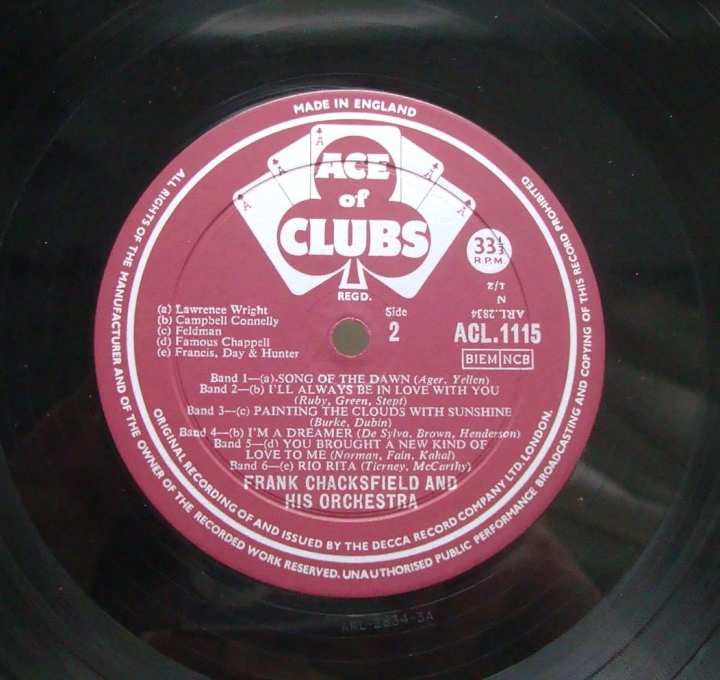 MADE IN ENGLAND
A A A A A
ACE
of
CLUBS
REGD.
33⅓
R.P.M
1/2
N
ARL.2834
(a) Lawrence Wright
(b) Campbell Connelly
(c) Feldman
(d) Famous Chappell
(e) Francis, Day & Hunter
Side
2
ACL.1115
BIEM NCB
Band 1—(a) SONG OF THE DAWN (Ager, Yellen)
Band 2—(b) I'LL ALWAYS BE IN LOVE WITH YOU
(Ruby, Green, Stept)
Band 3—(c) PAINTING THE CLOUDS WITH SUNSHINE
(Burke, Dubin)
Band 4—(b) I'M A DREAMER (De Sylva, Brown, Henderson)
Band 5—(d) YOU BROUGHT A NEW KIND OF
LOVE TO ME (Norman, Fain, Kahal)
Band 6—(e) RIO RITA (Tierney, McCarthy)
FRANK CHACKSFIELD AND
HIS ORCHESTRA
ALL RIGHTS OF THE MANUFACTURER AND OF THE OWNER OF THE RECORDED WORK RESERVED. UNAUTHORISED PUBLIC PERFORMANCE BROADCASTING AND COPYING OF THIS RECORD PROHIBITED
ORIGINAL RECORDING OF AND ISSUED BY THE DECCA RECORD COMPANY LTD. LONDON.
ARL-2834-3A